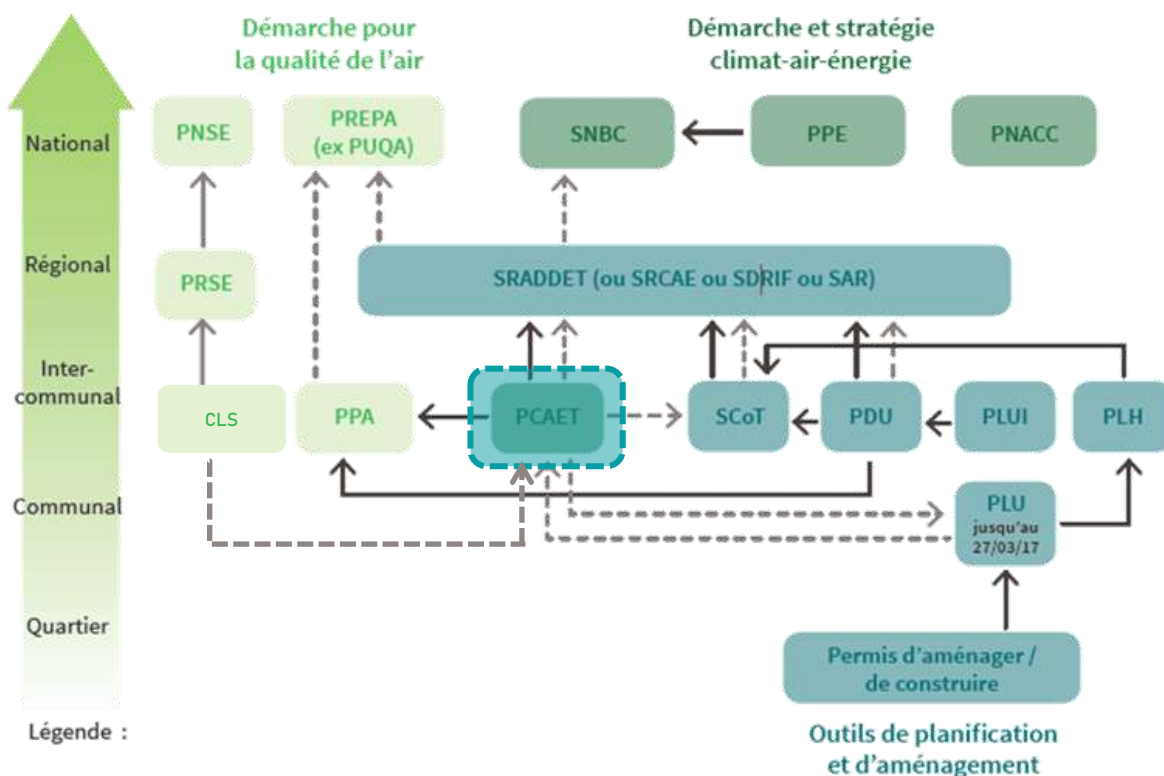 Démarche pour
la qualité de l'air
Démarche et stratégie
climat-air-énergie
National
PNSE
PREPA
(ex PUQA)
SNBC
PPE
PNACC
Régional
PRSE
SRADDET (ou SRCAE ou SDRIF ou SAR)
Inter-
communal
CLS
PPA
PCAET
SCoT
PDU
PLUI
PLH
Communal
PLU
jusqu'au
27/03/17
Quartier
Permis d'aménager /
de construire
Légende :
Outils de planification
et d'aménagement